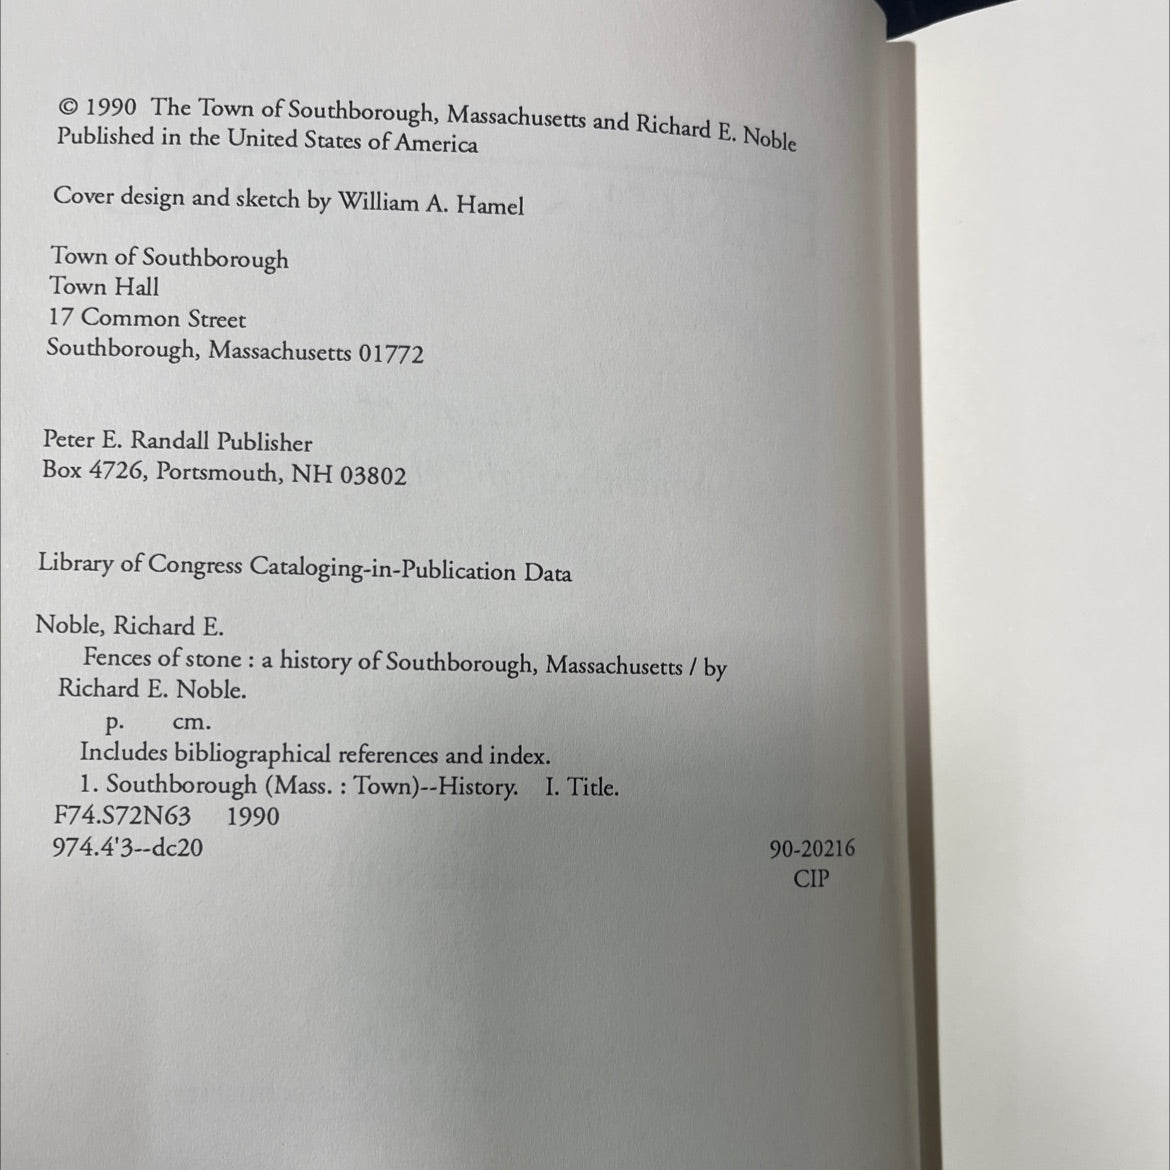 © 1990 The Town of Southborough, Massachusetts and Richard E. Noble
Published in the United States of America
Cover design and sketch by William A. Hamel
Town of Southborough
Town Hall
17 Common Street
Southborough, Massachusetts 01772
Peter E. Randall Publisher
Box 4726, Portsmouth, NH 03802
Library of Congress Cataloging-in-Publication Data
Noble, Richard E.
Fences of stone : a history of Southborough, Massachusetts / by
Richard E. Noble.
p. cm.
Includes bibliographical references and index.
1. Southborough (Mass. : Town)--History. I. Title.
F74.S72N63 1990
974.4'3--dc20 90-20216
CIP